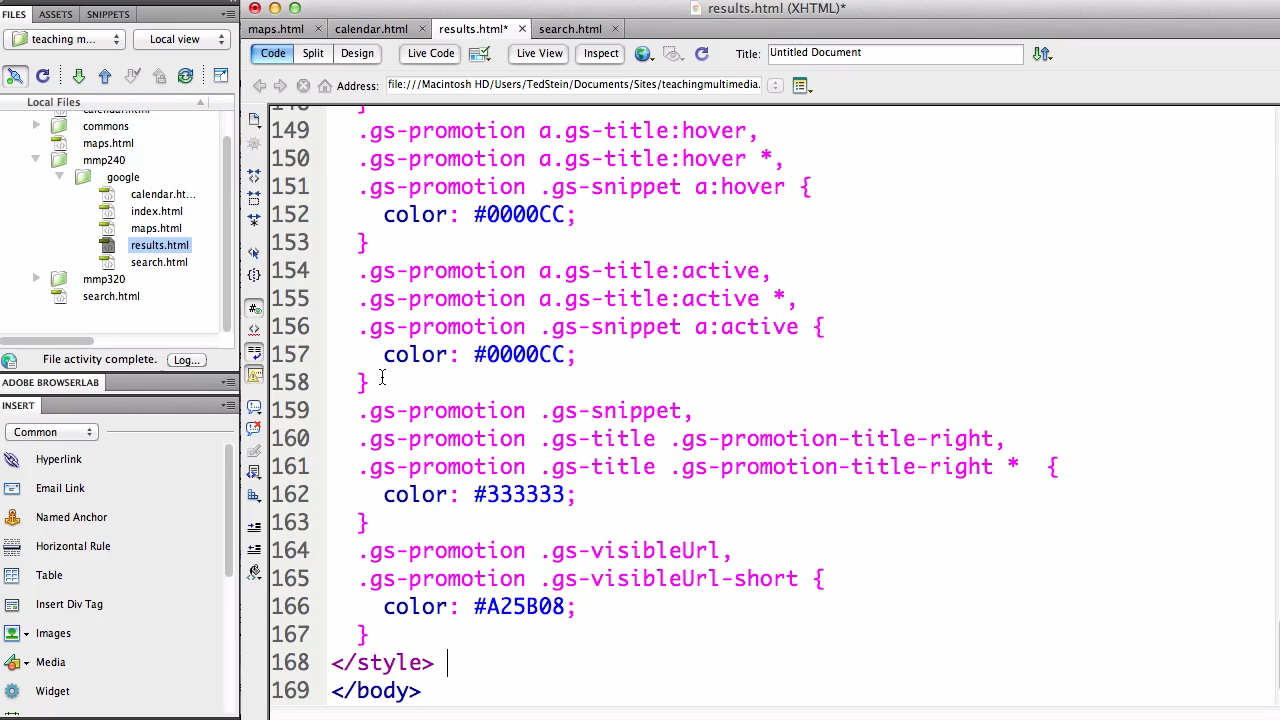 results.html (XHTML)*
FILES ASSETS SNIPPETS
maps.html calendar.html results.html* search.html
teaching m... Local view
Code Split Design Live Code Live View Inspect Title: Untitled Document
Address: file:///Macintosh HD/Users/TedStein/Documents/Sites/teachingmultimedia.
Local Files
commons
maps.html
mmp240
google
calendar.ht...
index.html
maps.html
results.html
search.html
mmp320
search.html
File activity complete. Log...
ADOBE BROWSERLAB
INSERT
Common
Hyperlink
Email Link
Named Anchor
Horizontal Rule
Table
Insert Div Tag
Images
Media
Widget
149 .gs-promotion a.gs-title:hover,
150 .gs-promotion a.gs-title:hover *,
151 .gs-promotion .gs-snippet a:hover {
152 color: #0000CC;
153 }
154 .gs-promotion a.gs-title:active,
155 .gs-promotion a.gs-title:active *,
156 .gs-promotion .gs-snippet a:active {
157 color: #0000CC;
158 }
159 .gs-promotion .gs-snippet,
160 .gs-promotion .gs-title .gs-promotion-title-right,
161 .gs-promotion .gs-title .gs-promotion-title-right * {
162 color: #333333;
163 }
164 .gs-promotion .gs-visibleUrl,
165 .gs-promotion .gs-visibleUrl-short {
166 color: #A25B08;
167 }
168 </style>
169 </body>